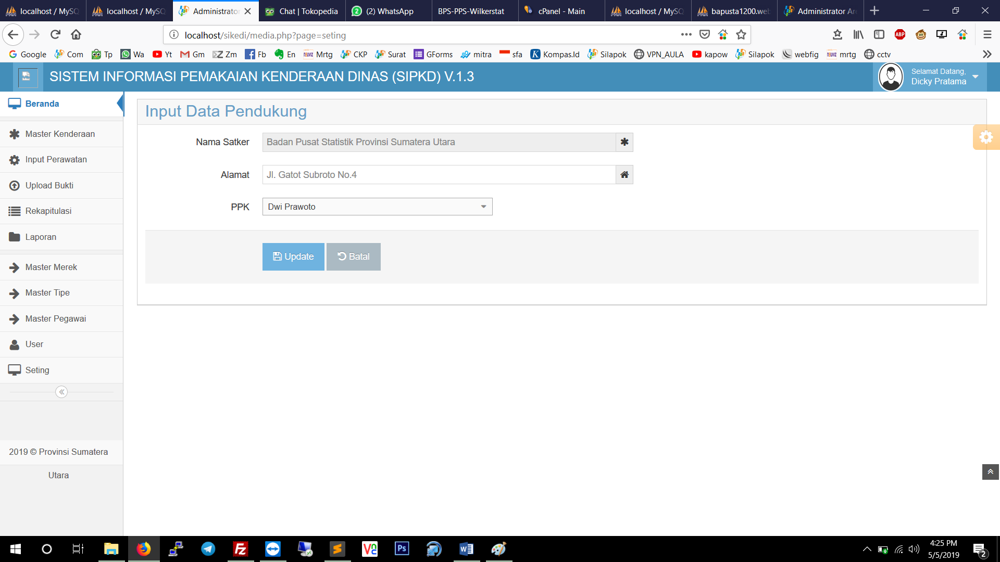 localhost / MySQ
localhost / MySQ
Administrator
Chat | Tokopedia
(2) WhatsApp
BPS-PPS-Wilkerstat
cPanel - Main
localhost / MySQ
bapusta1200.web
Administrator Are
localhost/sikedi/media.php?page=seting
ABP
Google
Com
Tp
Wa
Yt
Gm
Zm
Fb
En
Mrtg
CKP
Surat
GForms
mitra
sfa
Kompas.Id
Silapok
VPN_AULA
kapow
Silapok
webfig
mrtg
cctv
SISTEM INFORMASI PEMAKAIAN KENDERAAN DINAS (SIPKD) V.1.3
Selamat Datang,
Dicky Pratama
Beranda
Master Kenderaan
Input Perawatan
Upload Bukti
Rekapitulasi
Laporan
Master Merek
Master Tipe
Master Pegawai
User
Seting
2019 © Provinsi Sumatera
Utara
Input Data Pendukung
Nama Satker
Badan Pusat Statistik Provinsi Sumatera Utara
Alamat
Jl. Gatot Subroto No.4
PPK
Dwi Prawoto
Update
Batal
4:25 PM
5/5/2019
2